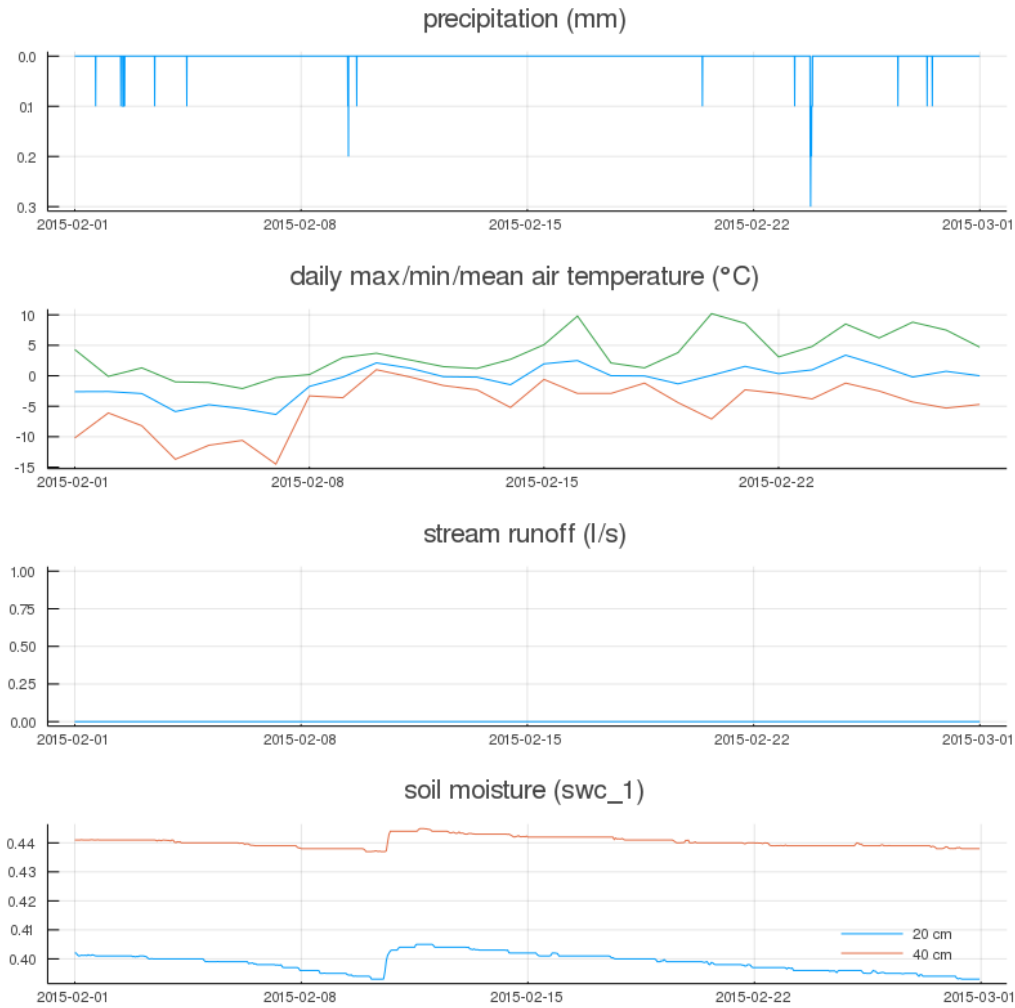 precipitation (mm)
0.0
0.1
0.2
0.3
2015-02-01 2015-02-08 2015-02-15 2015-02-22 2015-03-01
daily max/min/mean air temperature (°C)
10
5
0
-5
-10
-15
2015-02-01 2015-02-08 2015-02-15 2015-02-22
stream runoff (l/s)
1.00
0.75
0.50
0.25
0.00
2015-02-01 2015-02-08 2015-02-15 2015-02-22 2015-03-01
soil moisture (swc_1)
0.44
0.43
0.42
0.41
0.40
20 cm
40 cm
2015-02-01 2015-02-08 2015-02-15 2015-02-22 2015-03-01